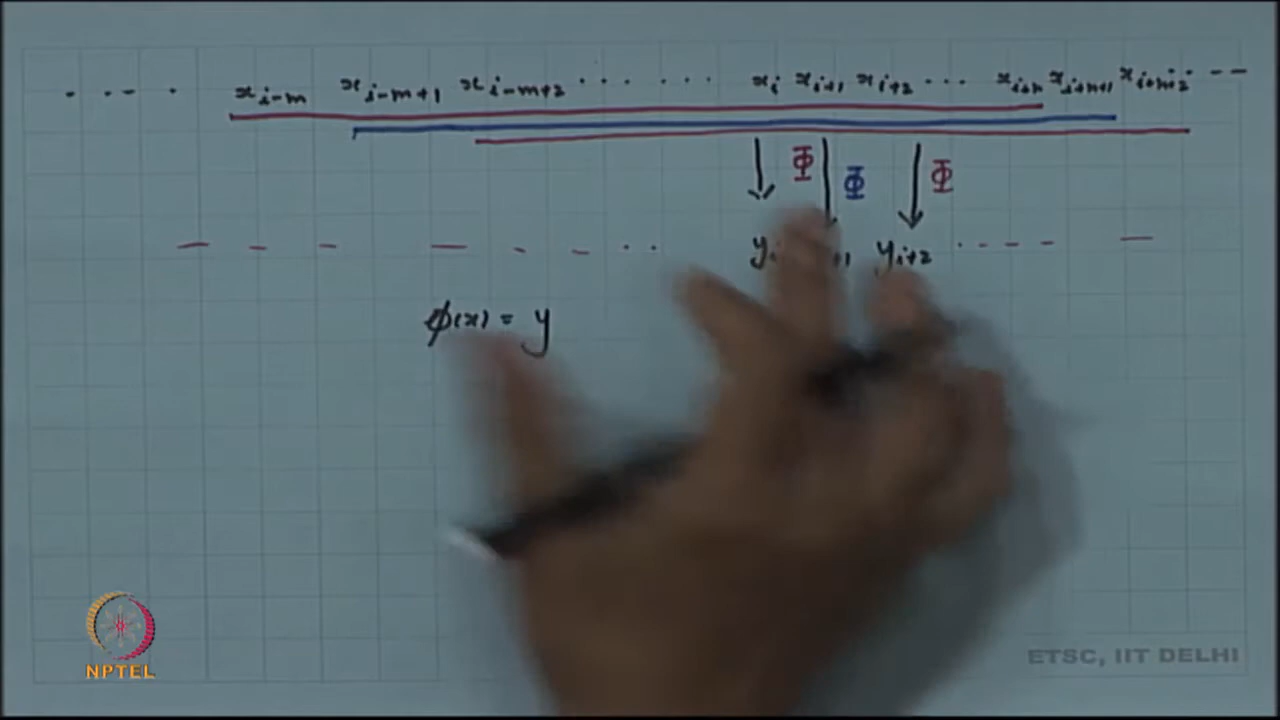 . . . . x_{i-m} x_{i-m+1} x_{i-m+2} . . . . . . x_i x_{i+1} x_{i+2} . . . x_{i+n} x_{i+n+1} x_{i+n+2} . . . .
Φ Φ Φ
y_{i+2} . . . .
φ(x) = y
NPTEL
ETSC, IIT DELHI